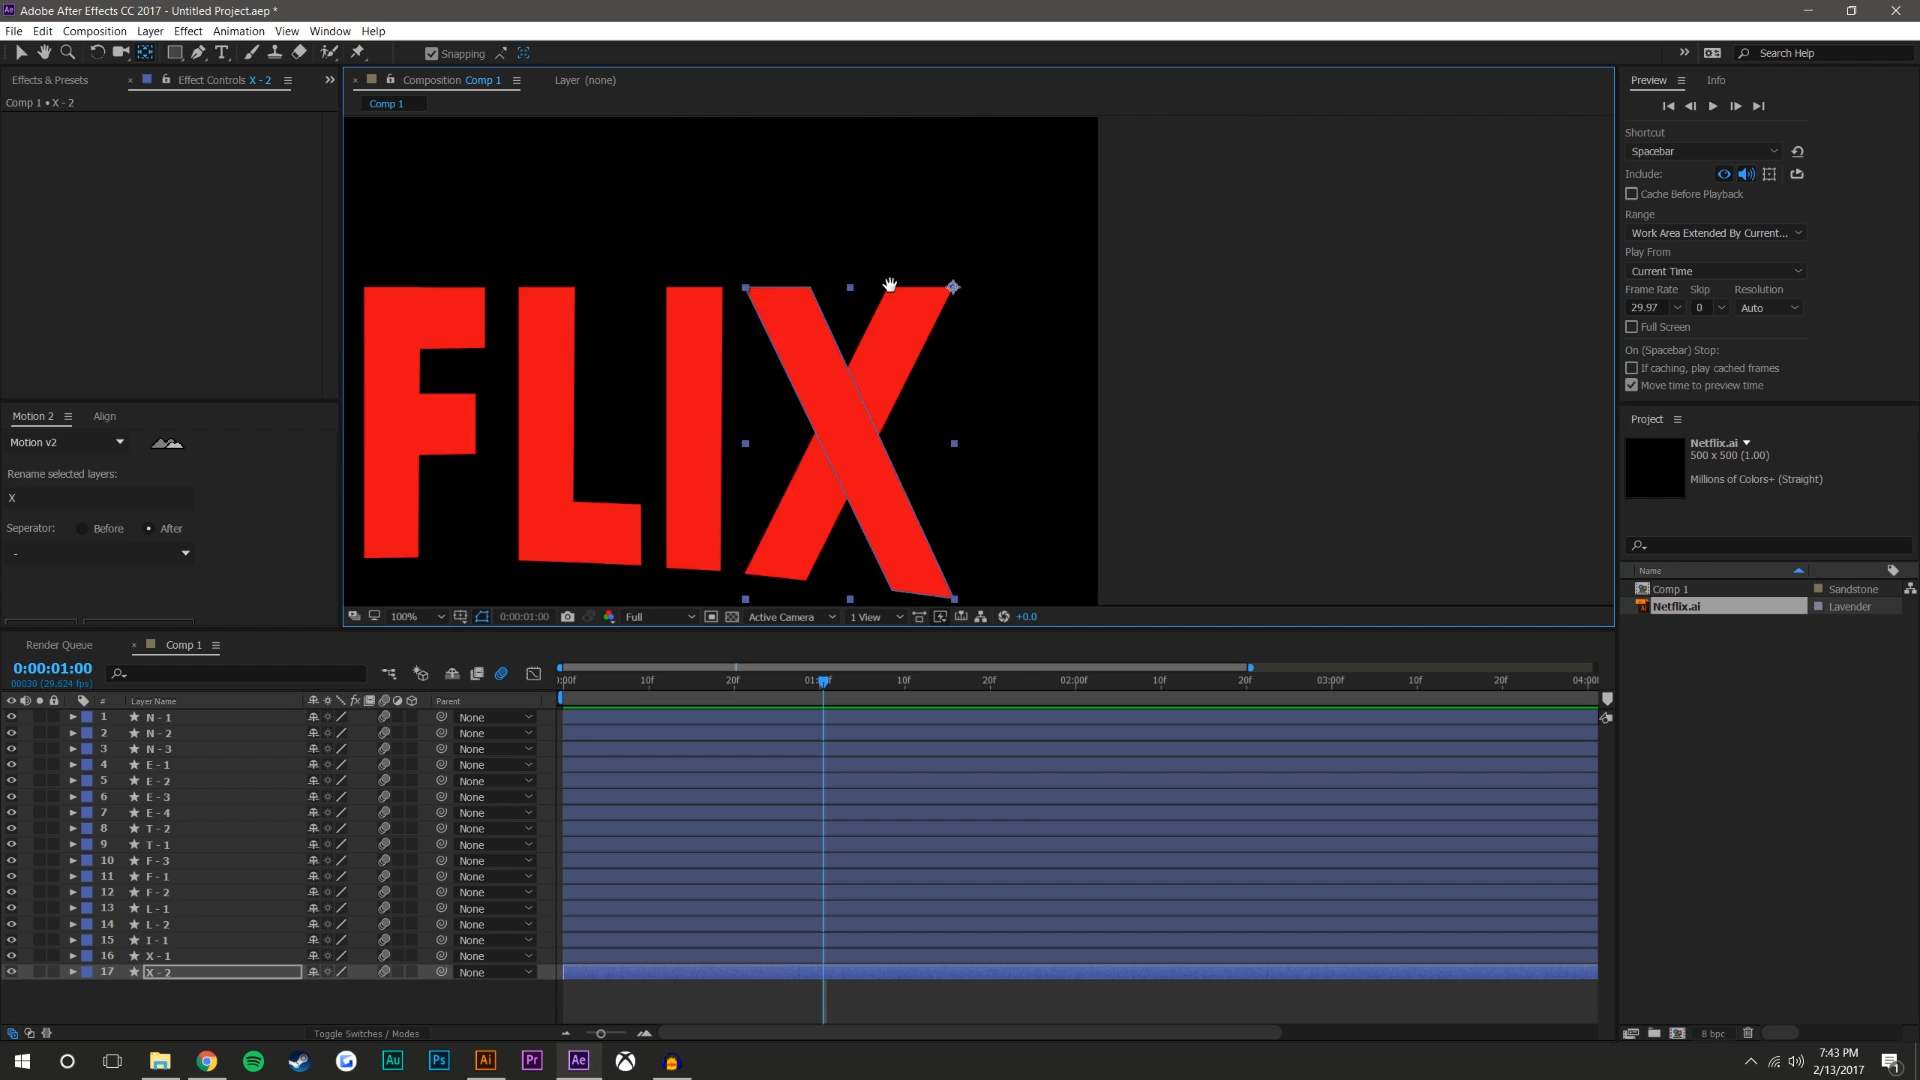 Adobe After Effects CC 2017 - Untitled Project.aep *
File Edit Composition Layer Effect Animation View Window Help
Snapping
Search Help
Effects & Presets
Effect Controls X - 2
Composition Comp 1
Layer (none)
Comp 1 • X - 2
Comp 1
FLIX
Motion 2
Align
Motion v2
Rename selected layers:
X
Seperator: Before After
-
100%
0:00:01:00
Full
Active Camera
1 View
+0.0
Preview
Info
Shortcut
Spacebar
Include:
Cache Before Playback
Range
Work Area Extended By Current...
Play From
Current Time
Frame Rate Skip Resolution
29.97 0 Auto
Full Screen
On (Spacebar) Stop:
If caching, play cached frames
Move time to preview time
Project
Netflix.ai
500 x 500 (1.00)
Millions of Colors+ (Straight)
Name
Comp 1 Sandstone
Netflix.ai Lavender
8 bpc
Render Queue
Comp 1
0:00:01:00
00030 (29.624 fps)
# Layer Name fx Parent
):00f 10f 20f 01:00f 10f 20f 02:00f 10f 20f 03:00f 10f 20f 04:00f
1 N - 1 None
2 N - 2 None
3 N - 3 None
4 E - 1 None
5 E - 2 None
6 E - 3 None
7 E - 4 None
8 T - 2 None
9 T - 1 None
10 F - 3 None
11 F - 1 None
12 F - 2 None
13 L - 1 None
14 L - 2 None
15 I - 1 None
16 X - 1 None
17 X - 2 None
Toggle Switches / Modes
Au Ps Ai Pr Ae
7:43 PM
2/13/2017
1